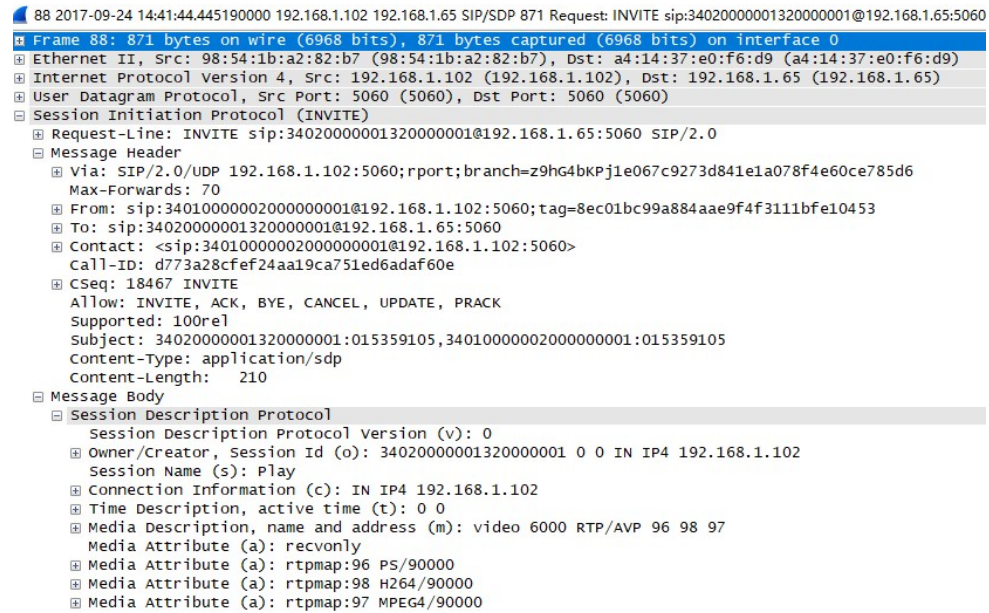 88 2017-09-24 14:41:44.445190000 192.168.1.102 192.168.1.65 SIP/SDP 871 Request: INVITE sip:34020000001320000001@192.168.1.65:5060
Frame 88: 871 bytes on wire (6968 bits), 871 bytes captured (6968 bits) on interface 0
Ethernet II, Src: 98:54:1b:a2:82:b7 (98:54:1b:a2:82:b7), Dst: a4:14:37:e0:f6:d9 (a4:14:37:e0:f6:d9)
Internet Protocol Version 4, Src: 192.168.1.102 (192.168.1.102), Dst: 192.168.1.65 (192.168.1.65)
User Datagram Protocol, Src Port: 5060 (5060), Dst Port: 5060 (5060)
Session Initiation Protocol (INVITE)
Request-Line: INVITE sip:34020000001320000001@192.168.1.65:5060 SIP/2.0
Message Header
Via: SIP/2.0/UDP 192.168.1.102:5060;rport;branch=z9hG4bKPj1e067c9273d841e1a078f4e60ce785d6
Max-Forwards: 70
From: sip:34010000002000000001@192.168.1.102:5060;tag=8ec01bc99a884aae9f4f3111bfe10453
To: sip:34020000001320000001@192.168.1.65:5060
Contact: <sip:34010000002000000001@192.168.1.102:5060>
Call-ID: d773a28cfef24aa19ca751ed6adaf60e
CSeq: 18467 INVITE
Allow: INVITE, ACK, BYE, CANCEL, UPDATE, PRACK
Supported: 100rel
Subject: 34020000001320000001:015359105,34010000002000000001:015359105
Content-Type: application/sdp
Content-Length:   210
Message Body
Session Description Protocol
Session Description Protocol Version (v): 0
Owner/Creator, Session Id (o): 34020000001320000001 0 0 IN IP4 192.168.1.102
Session Name (s): Play
Connection Information (c): IN IP4 192.168.1.102
Time Description, active time (t): 0 0
Media Description, name and address (m): video 6000 RTP/AVP 96 98 97
Media Attribute (a): recvonly
Media Attribute (a): rtpmap:96 PS/90000
Media Attribute (a): rtpmap:98 H264/90000
Media Attribute (a): rtpmap:97 MPEG4/90000